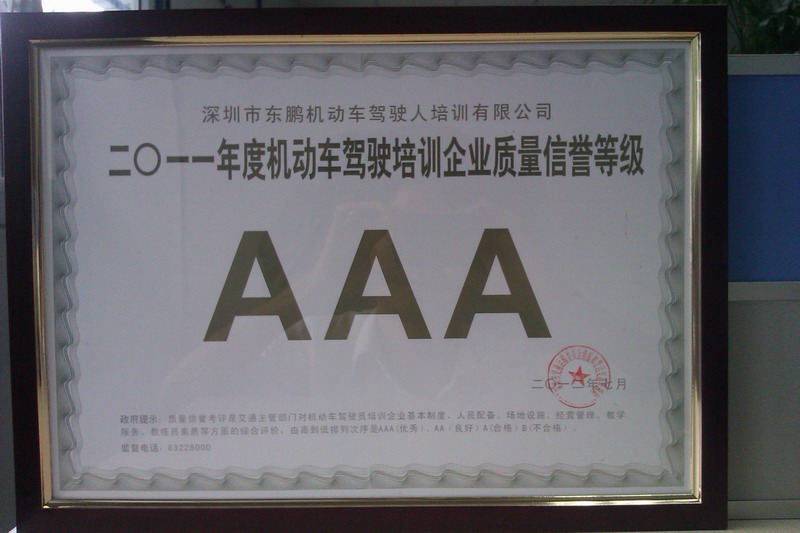 深圳市东鹏机动车驾驶人培训有限公司
二〇一一年度机动车驾驶培训企业质量信誉等级
AAA
二〇一二年七月
政府提示：质量信誉考评是交通主管部门对机动车驾驶员培训企业基本制度、人员配备、场地设施、经营管理、教学
服务、教练员素质等方面的综合评价，由高到低排列次序是AAA(优秀)、AA（良好）A(合格)B(不合格)。
监督电话：83228000